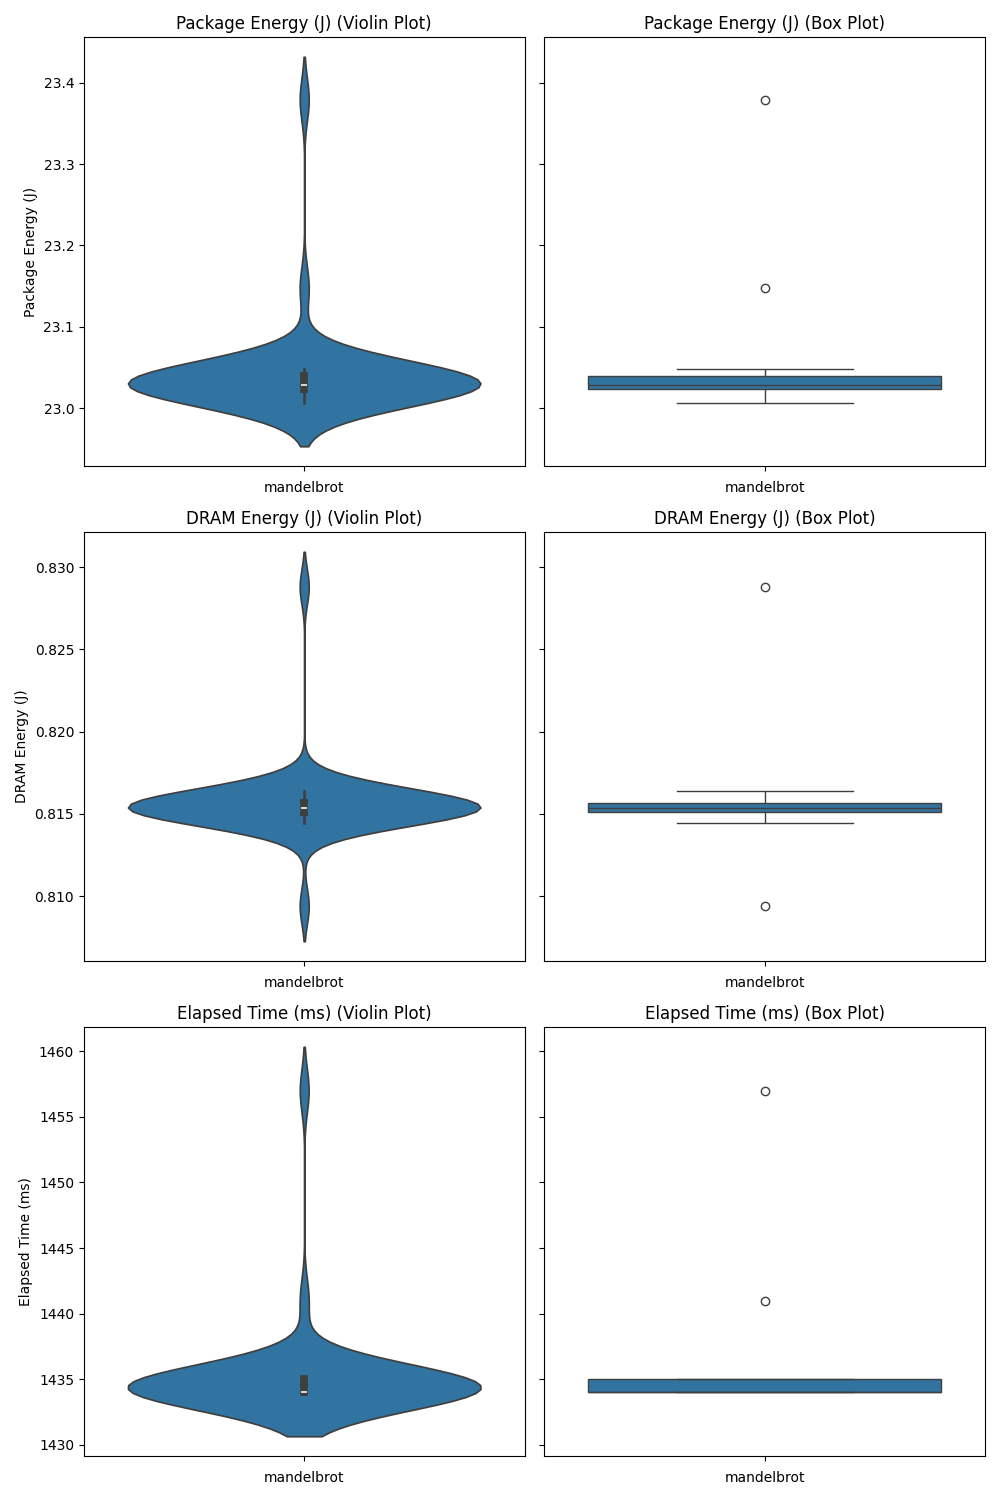 Package Energy (J) (Violin Plot)
Package Energy (J) (Box Plot)
Package Energy (J)
23.4
23.3
23.2
23.1
23.0
mandelbrot
mandelbrot
DRAM Energy (J) (Violin Plot)
DRAM Energy (J) (Box Plot)
DRAM Energy (J)
0.830
0.825
0.820
0.815
0.810
mandelbrot
mandelbrot
Elapsed Time (ms) (Violin Plot)
Elapsed Time (ms) (Box Plot)
Elapsed Time (ms)
1460
1455
1450
1445
1440
1435
1430
mandelbrot
mandelbrot